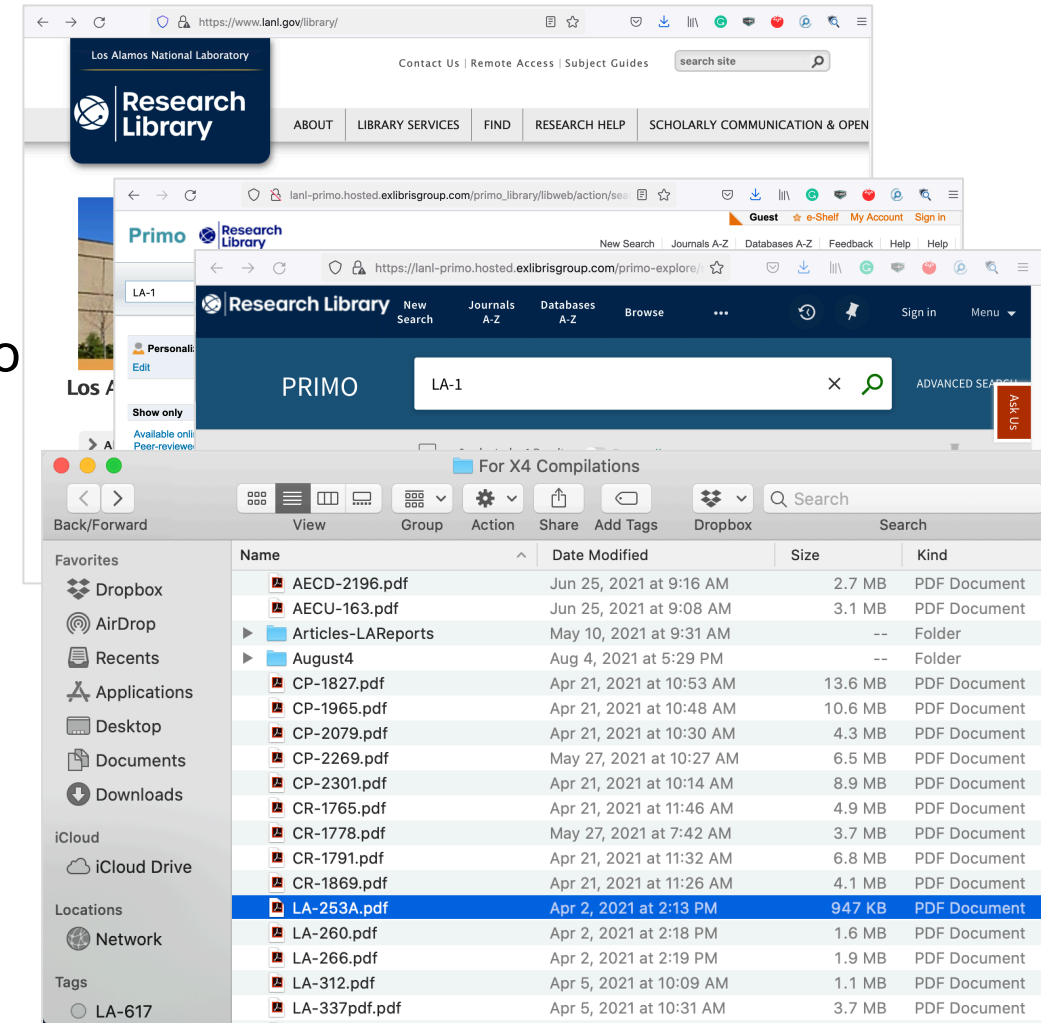 https://www.lanl.gov/library/
Los Alamos National Laboratory
Research
Library
Contact Us | Remote Access | Subject Guides
search site
ABOUT LIBRARY SERVICES FIND RESEARCH HELP SCHOLARLY COMMUNICATION & OPEN
lanl-primo.hosted.exlibrisgroup.com/primo_library/libweb/action/sea
Guest e-Shelf My Account Sign in
Primo Research
Library
New Search Journals A-Z Databases A-Z Feedback Help Help
https://lanl-primo.hosted.exlibrisgroup.com/primo-explore/
LA-1
Research Library New Search Journals A-Z Databases A-Z Browse ••• Sign in Menu
Edit
Los A
PRIMO LA-1 ADVANCED SEARCH
Ask Us
Show only
Available onli
Peer-reviewe
For X4 Compilations
Search
Back/Forward View Group Action Share Add Tags Dropbox Search
Favorites
Dropbox
AirDrop
Recents
Applications
Desktop
Documents
Downloads
iCloud
iCloud Drive
Locations
Network
Tags
LA-617
Name Date Modified Size Kind
AECD-2196.pdf Jun 25, 2021 at 9:16 AM 2.7 MB PDF Document
AECU-163.pdf Jun 25, 2021 at 9:08 AM 3.1 MB PDF Document
Articles-LAReports May 10, 2021 at 9:31 AM -- Folder
August4 Aug 4, 2021 at 5:29 PM -- Folder
CP-1827.pdf Apr 21, 2021 at 10:53 AM 13.6 MB PDF Document
CP-1965.pdf Apr 21, 2021 at 10:48 AM 10.6 MB PDF Document
CP-2079.pdf Apr 21, 2021 at 10:30 AM 4.3 MB PDF Document
CP-2269.pdf May 27, 2021 at 10:27 AM 6.5 MB PDF Document
CP-2301.pdf Apr 21, 2021 at 10:14 AM 8.9 MB PDF Document
CR-1765.pdf Apr 21, 2021 at 11:46 AM 4.9 MB PDF Document
CR-1778.pdf May 27, 2021 at 7:42 AM 3.7 MB PDF Document
CR-1791.pdf Apr 21, 2021 at 11:32 AM 6.8 MB PDF Document
CR-1869.pdf Apr 21, 2021 at 11:26 AM 4.1 MB PDF Document
LA-253A.pdf Apr 2, 2021 at 2:13 PM 947 KB PDF Document
LA-260.pdf Apr 2, 2021 at 2:18 PM 1.6 MB PDF Document
LA-266.pdf Apr 2, 2021 at 2:19 PM 1.9 MB PDF Document
LA-312.pdf Apr 5, 2021 at 10:09 AM 1.1 MB PDF Document
LA-337pdf.pdf Apr 5, 2021 at 10:31 AM 3.7 MB PDF Document